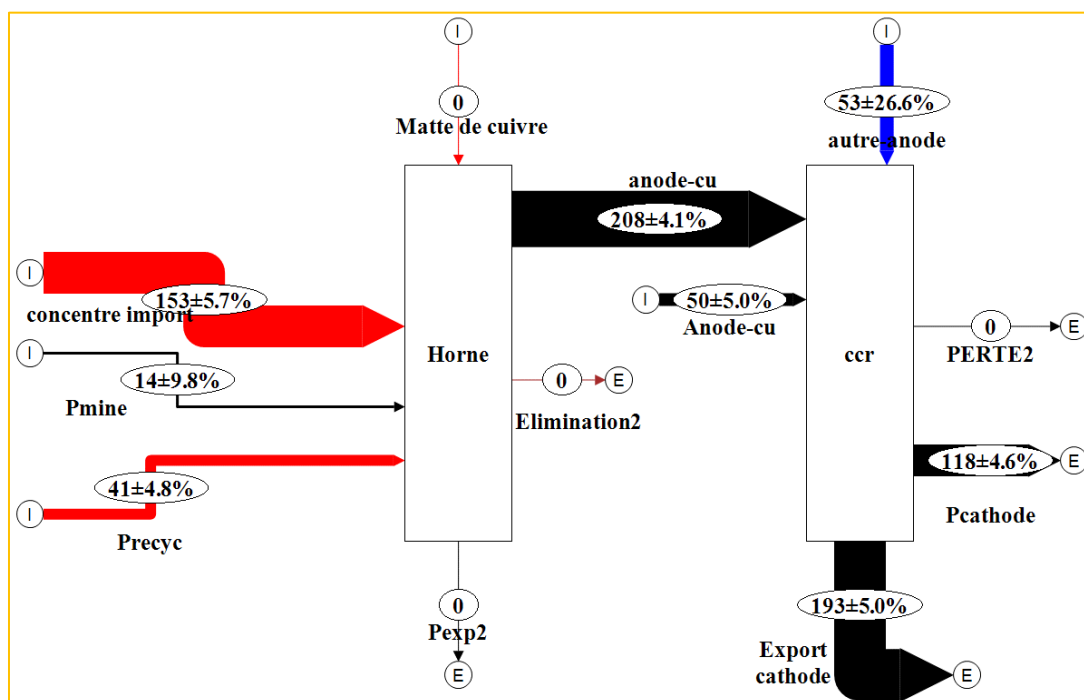 I
I
0
53±26.6%
Matte de cuivre
autre-anode
anode-cu
208±4.1%
I
153±5.7%
concentre import
I
50±5.0%
Anode-cu
Horne
ccr
0
E
PERTE2
I
14±9.8%
Pmine
0
E
Elimination2
41±4.8%
I
Precyc
118±4.6%
E
Pcathode
0
Pexp2
E
193±5.0%
Export
cathode
E